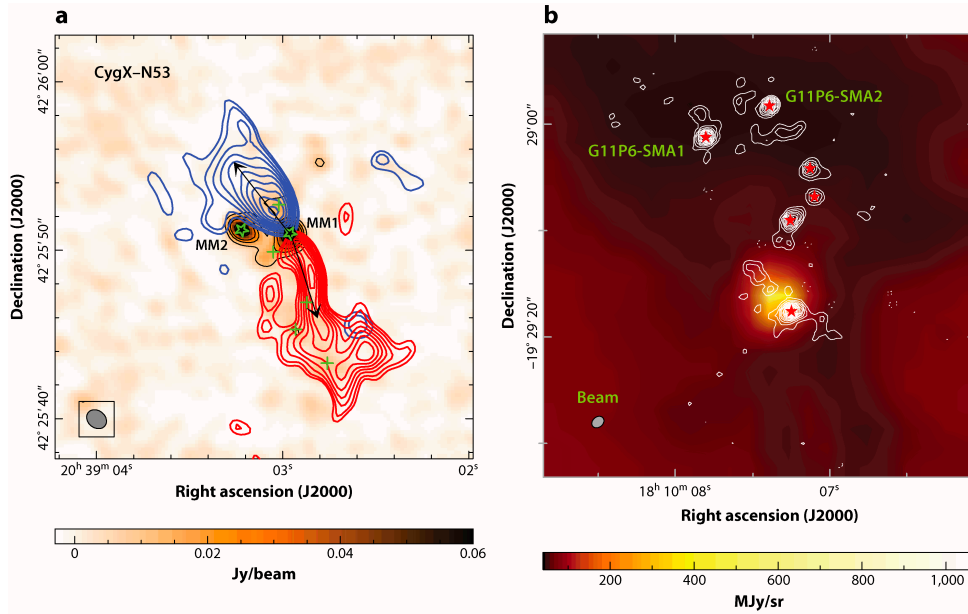 a
CygX–N53
MM2
MM1
42° 26′ 00″
42° 25′ 50″
42° 25′ 40″
Declination (J2000)
20ʰ 39ᵐ 04ˢ
03ˢ
02ˢ
Right ascension (J2000)
0
0.02
0.04
0.06
Jy/beam
b
G11P6-SMA2
G11P6-SMA1
Beam
29′ 00″
−19° 29′ 20″
Declination (J2000)
18ʰ 10ᵐ 08ˢ
07ˢ
Right ascension (J2000)
200
400
600
800
1,000
MJy/sr